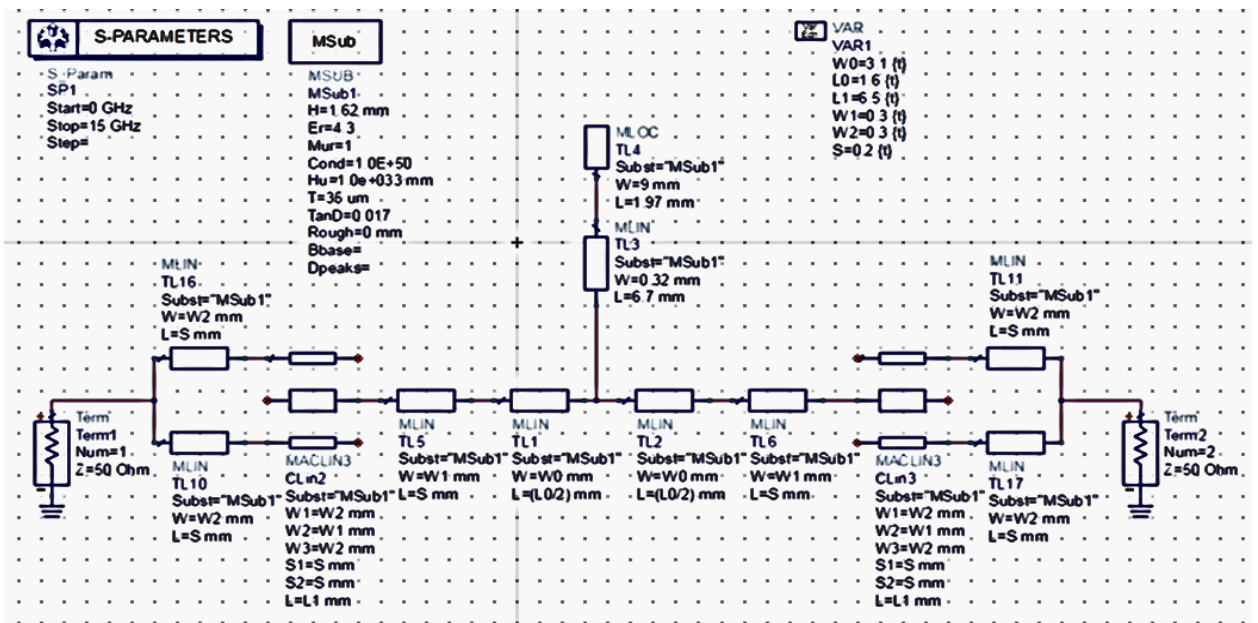 S-PARAMETERS
S_Param
SP1
Start=0 GHz
Stop=15 GHz
Step=
MSub
MSUB
MSub1
H=1.62 mm
Er=4.3
Mur=1
Cond=1.0E+50
Hu=1.0e+033 mm
T=36 um
TanD=0.017
Rough=0 mm
Bbase=
Dpeaks=
Var
Eqn
VAR
VAR1
W0=3.1 {t}
L0=1.6 {t}
L1=6.5 {t}
W1=0.3 {t}
W2=0.3 {t}
S=0.2 {t}
MLOC
TL4
Subst="MSub1"
W=9 mm
L=1.97 mm
MLIN
TL3
Subst="MSub1"
W=0.32 mm
L=6.7 mm
MLIN
TL16
Subst="MSub1"
W=W2 mm
L=S mm
MLIN
TL11
Subst="MSub1"
W=W2 mm
L=S mm
Term
Term1
Num=1
Z=50 Ohm
MLIN
TL10
Subst="MSub1"
W=W2 mm
L=S mm
MACLIN3
CLin2
Subst="MSub1"
W1=W2 mm
W2=W1 mm
W3=W2 mm
S1=S mm
S2=S mm
L=L1 mm
MLIN
TL5
Subst="MSub1"
W=W1 mm
L=S mm
MLIN
TL1
Subst="MSub1"
W=W0 mm
L=(L0/2) mm
MLIN
TL2
Subst="MSub1"
W=W0 mm
L=(L0/2) mm
MLIN
TL6
Subst="MSub1"
W=W1 mm
L=S mm
MACLIN3
CLin3
Subst="MSub1"
W1=W2 mm
W2=W1 mm
W3=W2 mm
S1=S mm
S2=S mm
L=L1 mm
MLIN
TL17
Subst="MSub1"
W=W2 mm
L=S mm
Term
Term2
Num=2
Z=50 Ohm